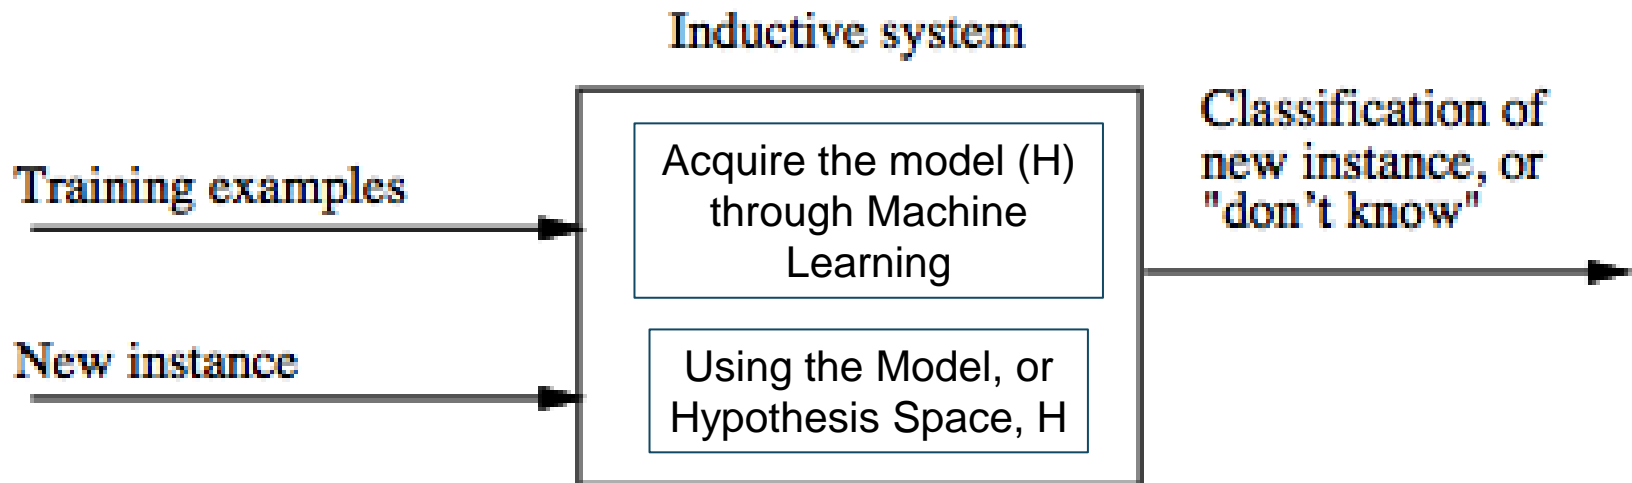 Inductive system
Training examples
New instance
Acquire the model (H)
through Machine
Learning
Using the Model, or
Hypothesis Space, H
Classification of
new instance, or
"don't know"